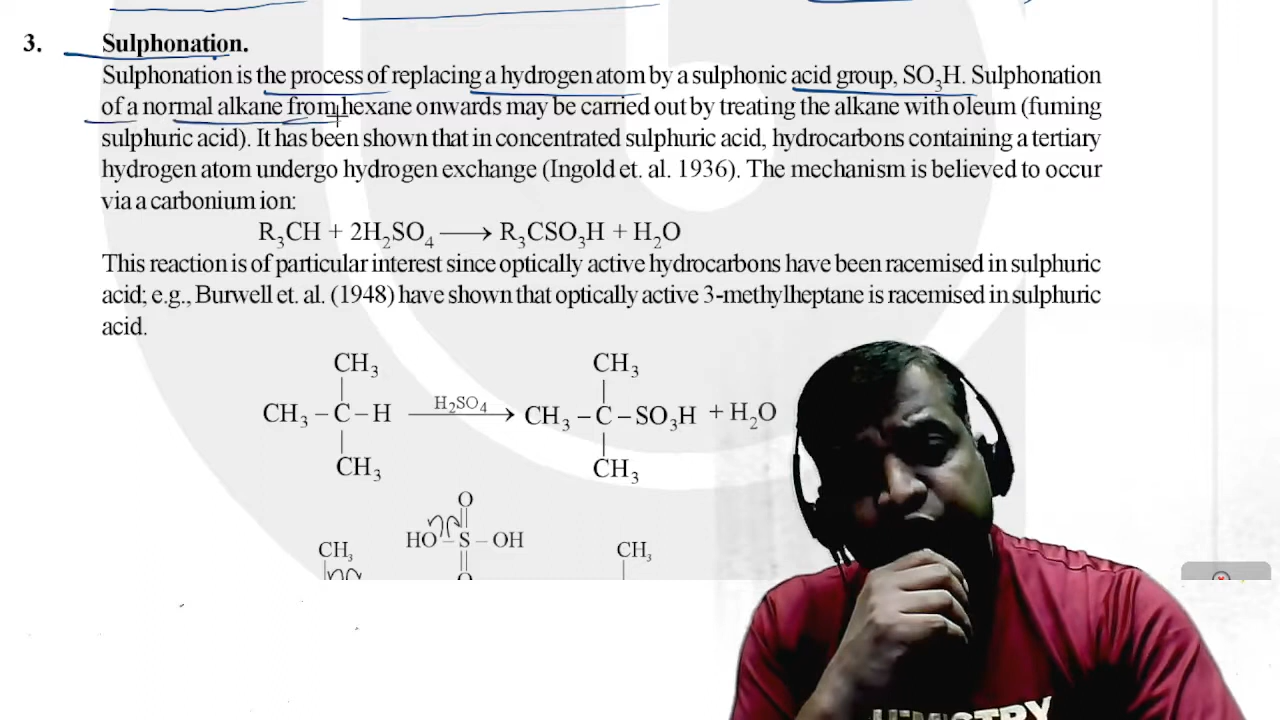 3. Sulphonation.
Sulphonation is the process of replacing a hydrogen atom by a sulphonic acid group, SO₃H. Sulphonation
of a normal alkane from hexane onwards may be carried out by treating the alkane with oleum (fuming
sulphuric acid). It has been shown that in concentrated sulphuric acid, hydrocarbons containing a tertiary
hydrogen atom undergo hydrogen exchange (Ingold et. al. 1936). The mechanism is believed to occur
via a carbonium ion:
R₃CH + 2H₂SO₄ ⟶ R₃CSO₃H + H₂O
This reaction is of particular interest since optically active hydrocarbons have been racemised in sulphuric
acid; e.g., Burwell et. al. (1948) have shown that optically active 3-methylheptane is racemised in sulphuric
acid.
CH₃ CH₃
CH₃ – C – H H₂SO₄ ⟶ CH₃ – C – SO₃H + H₂O
CH₃ CH₃
O
HO – S – OH
CH₃ O CH₃